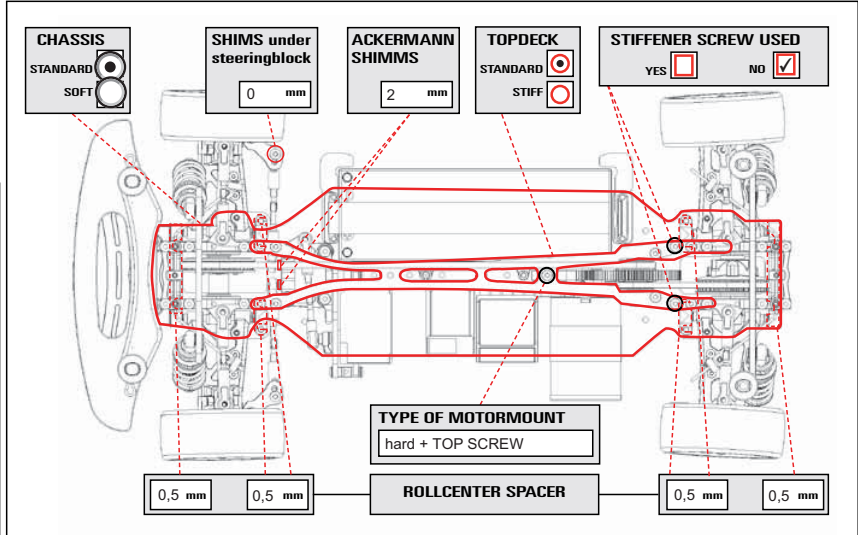 CHASSIS
STANDARD
SOFT
SHIMS under
steeringblock
0 mm
ACKERMANN
SHIMMS
2 mm
TOPDECK
STANDARD
STIFF
STIFFENER SCREW USED
YES NO
TYPE OF MOTORMOUNT
hard + TOP SCREW
0,5 mm 0,5 mm ROLLCENTER SPACER 0,5 mm 0,5 mm